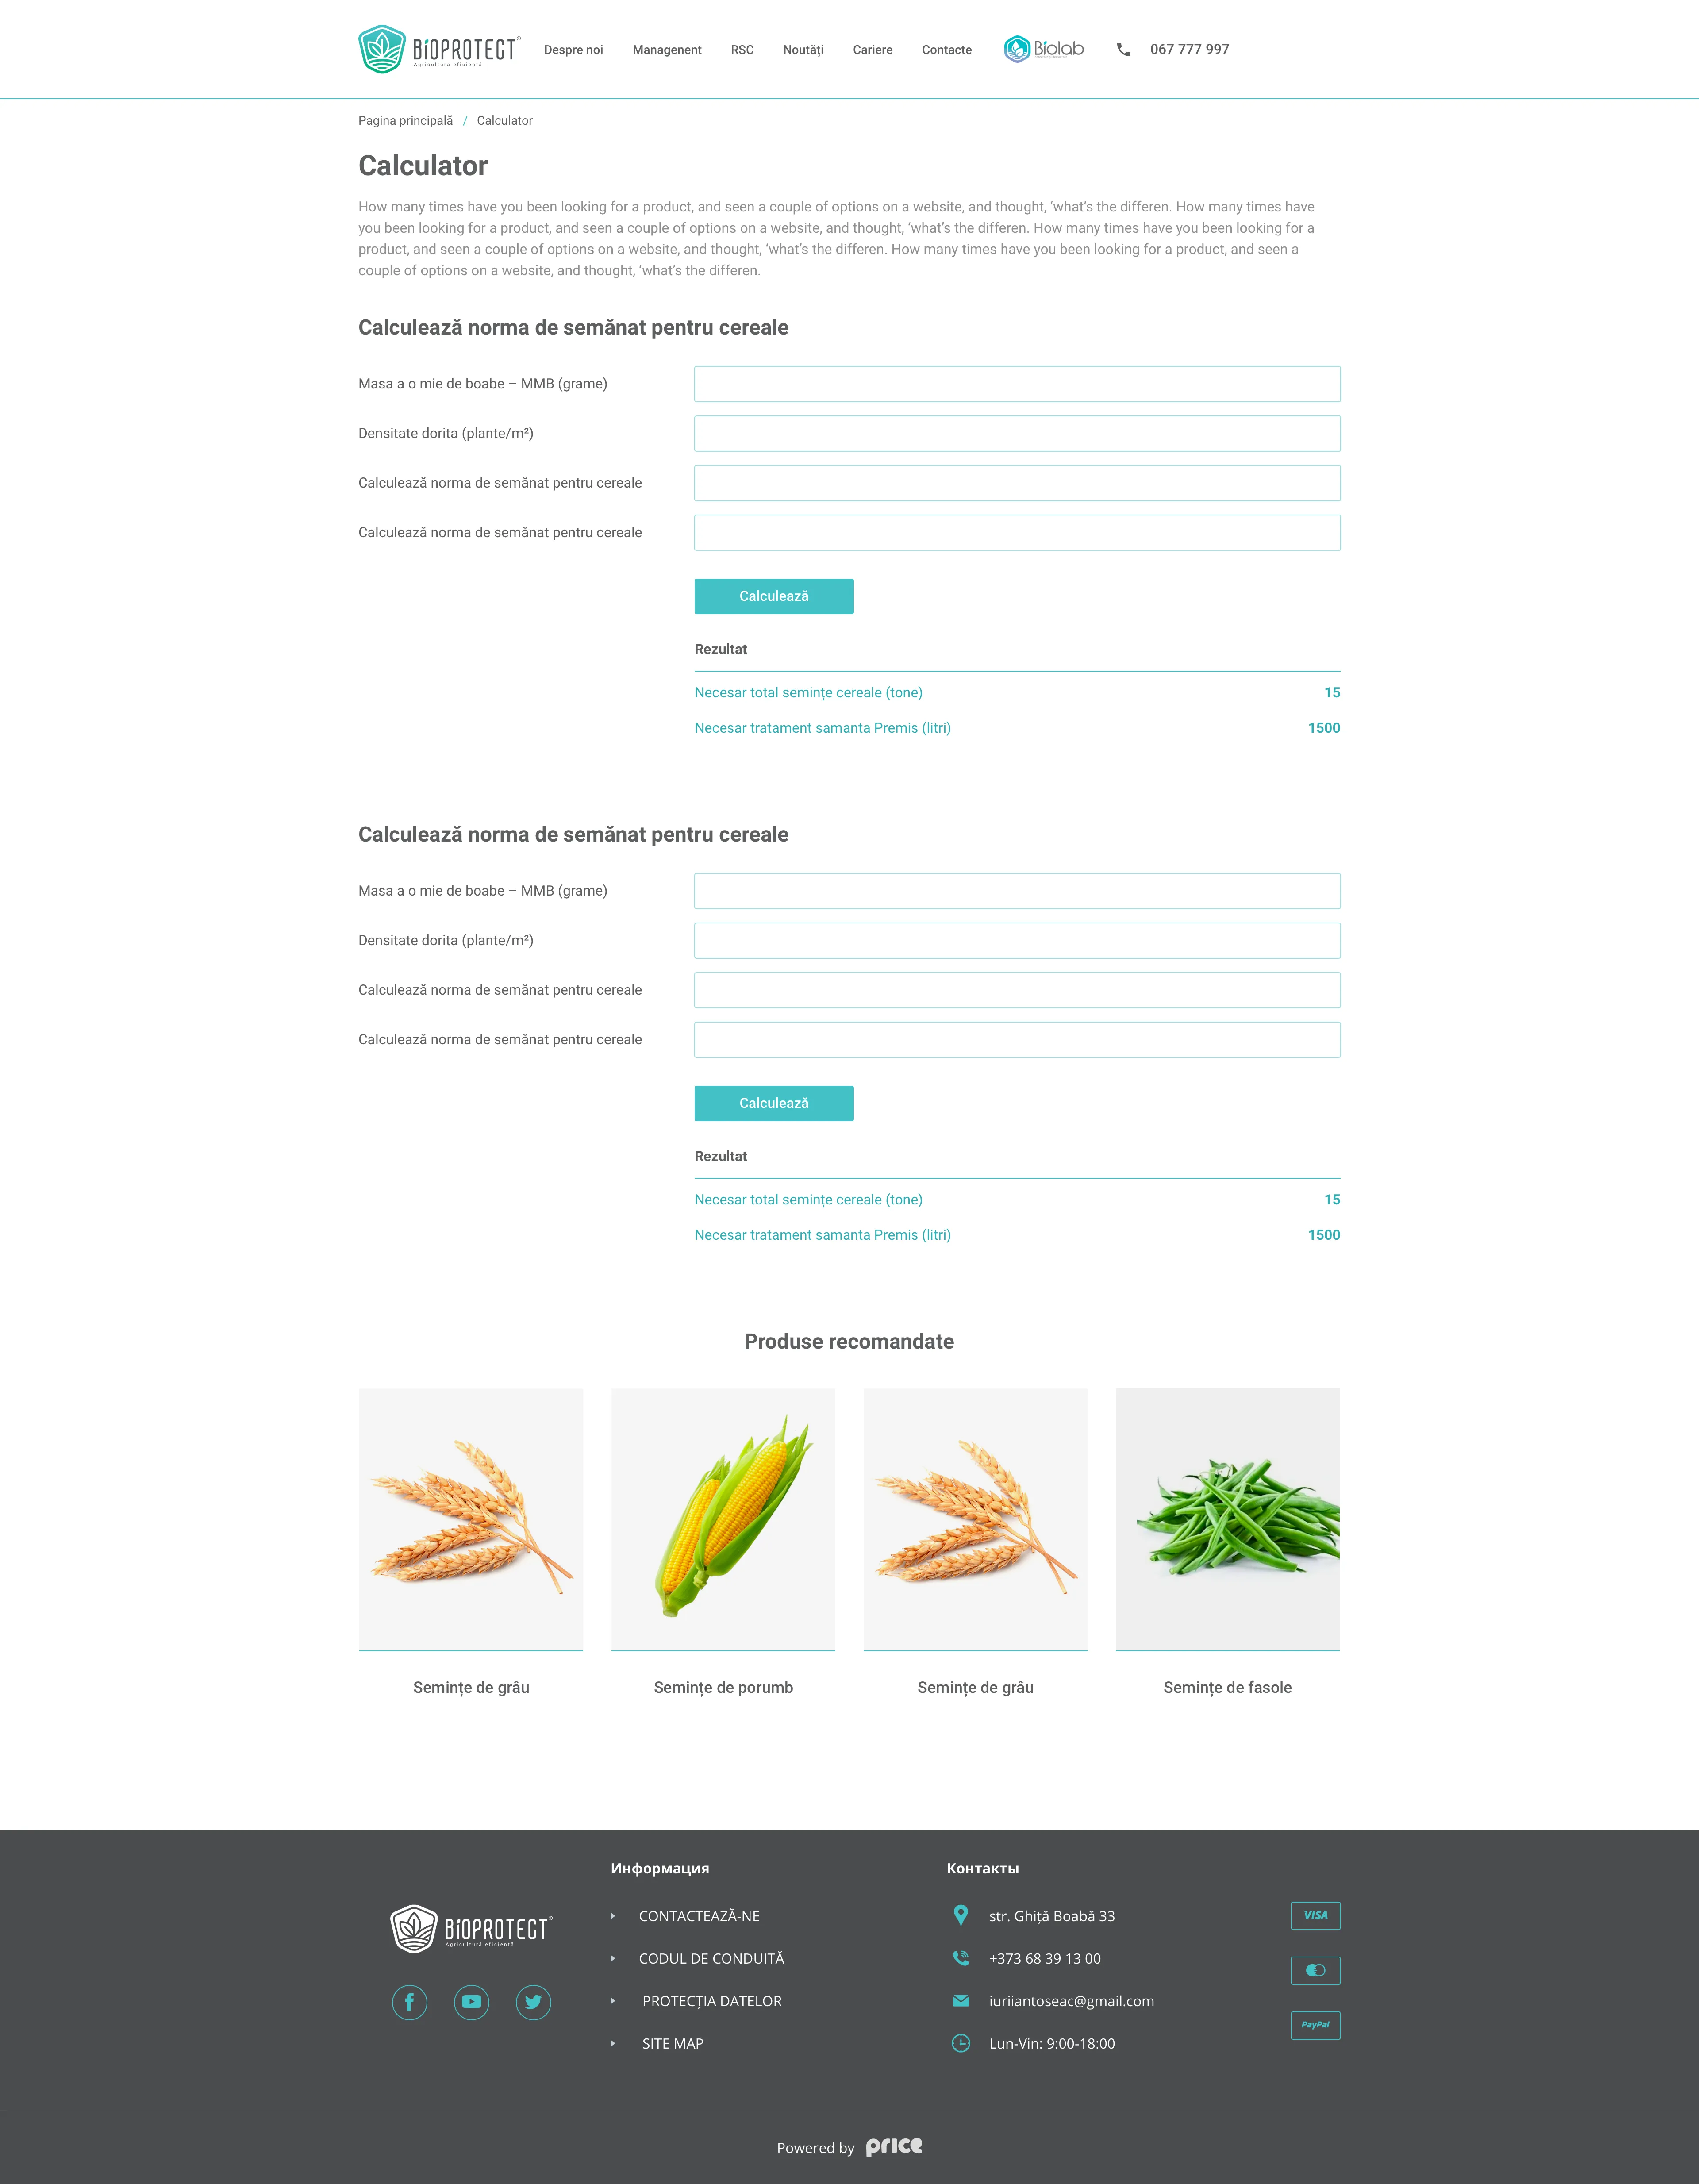 BIOPROTECT®
Agricultură eficientă
Despre noi
Managenent
RSC
Noutăți
Cariere
Contacte
Biolab
067 777 997
Pagina principală / Calculator
Calculator
How many times have you been looking for a product, and seen a couple of options on a website, and thought, ‘what’s the differen. How many times have
you been looking for a product, and seen a couple of options on a website, and thought, ‘what’s the differen. How many times have you been looking for a
product, and seen a couple of options on a website, and thought, ‘what’s the differen. How many times have you been looking for a product, and seen a
couple of options on a website, and thought, ‘what’s the differen.
Calculează norma de semănat pentru cereale
Masa a o mie de boabe – MMB (grame)
Densitate dorita (plante/m²)
Calculează norma de semănat pentru cereale
Calculează norma de semănat pentru cereale
Calculează
Rezultat
Necesar total semințe cereale (tone) 15
Necesar tratament samanta Premis (litri) 1500
Calculează norma de semănat pentru cereale
Masa a o mie de boabe – MMB (grame)
Densitate dorita (plante/m²)
Calculează norma de semănat pentru cereale
Calculează norma de semănat pentru cereale
Calculează
Rezultat
Necesar total semințe cereale (tone) 15
Necesar tratament samanta Premis (litri) 1500
Produse recomandate
Semințe de grâu
Semințe de porumb
Semințe de grâu
Semințe de fasole
BIOPROTECT®
Agricultură eficientă
Информация
CONTACTEAZĂ-NE
CODUL DE CONDUITĂ
PROTECȚIA DATELOR
SITE MAP
Контакты
str. Ghiță Boabă 33
+373 68 39 13 00
iuriiantoseac@gmail.com
Lun-Vin: 9:00-18:00
VISA
PayPal
Powered by price